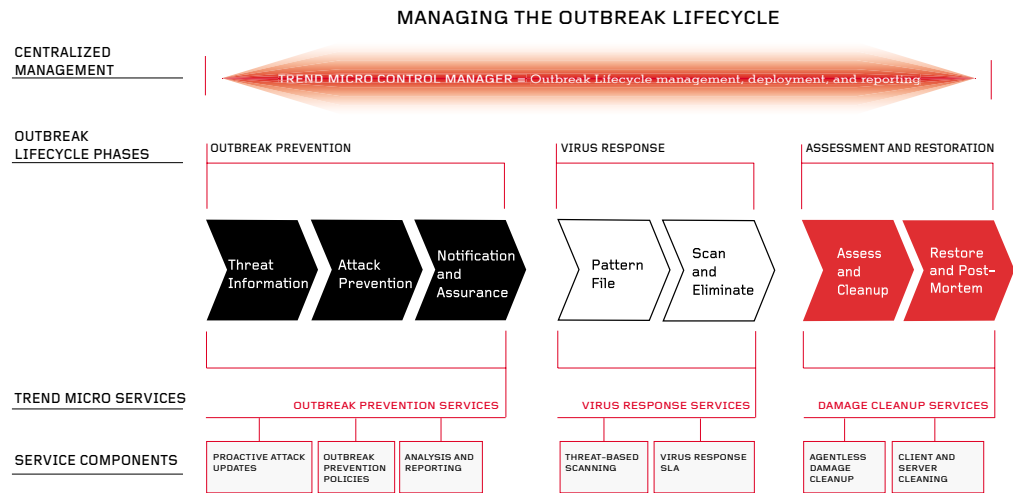 MANAGING THE OUTBREAK LIFECYCLE
CENTRALIZED
MANAGEMENT
TREND MICRO CONTROL MANAGER = Outbreak Lifecycle management, deployment, and reporting
OUTBREAK
LIFECYCLE PHASES
OUTBREAK PREVENTION
VIRUS RESPONSE
ASSESSMENT AND RESTORATION
Threat
Information
Attack
Prevention
Notification
and
Assurance
Pattern
File
Scan
and
Eliminate
Assess
and
Cleanup
Restore
and Post-
Mortem
TREND MICRO SERVICES
OUTBREAK PREVENTION SERVICES
VIRUS RESPONSE SERVICES
DAMAGE CLEANUP SERVICES
SERVICE COMPONENTS
PROACTIVE ATTACK
UPDATES
OUTBREAK
PREVENTION
POLICIES
ANALYSIS AND
REPORTING
THREAT-BASED
SCANNING
VIRUS RESPONSE
SLA
AGENTLESS
DAMAGE
CLEANUP
CLIENT AND
SERVER
CLEANING